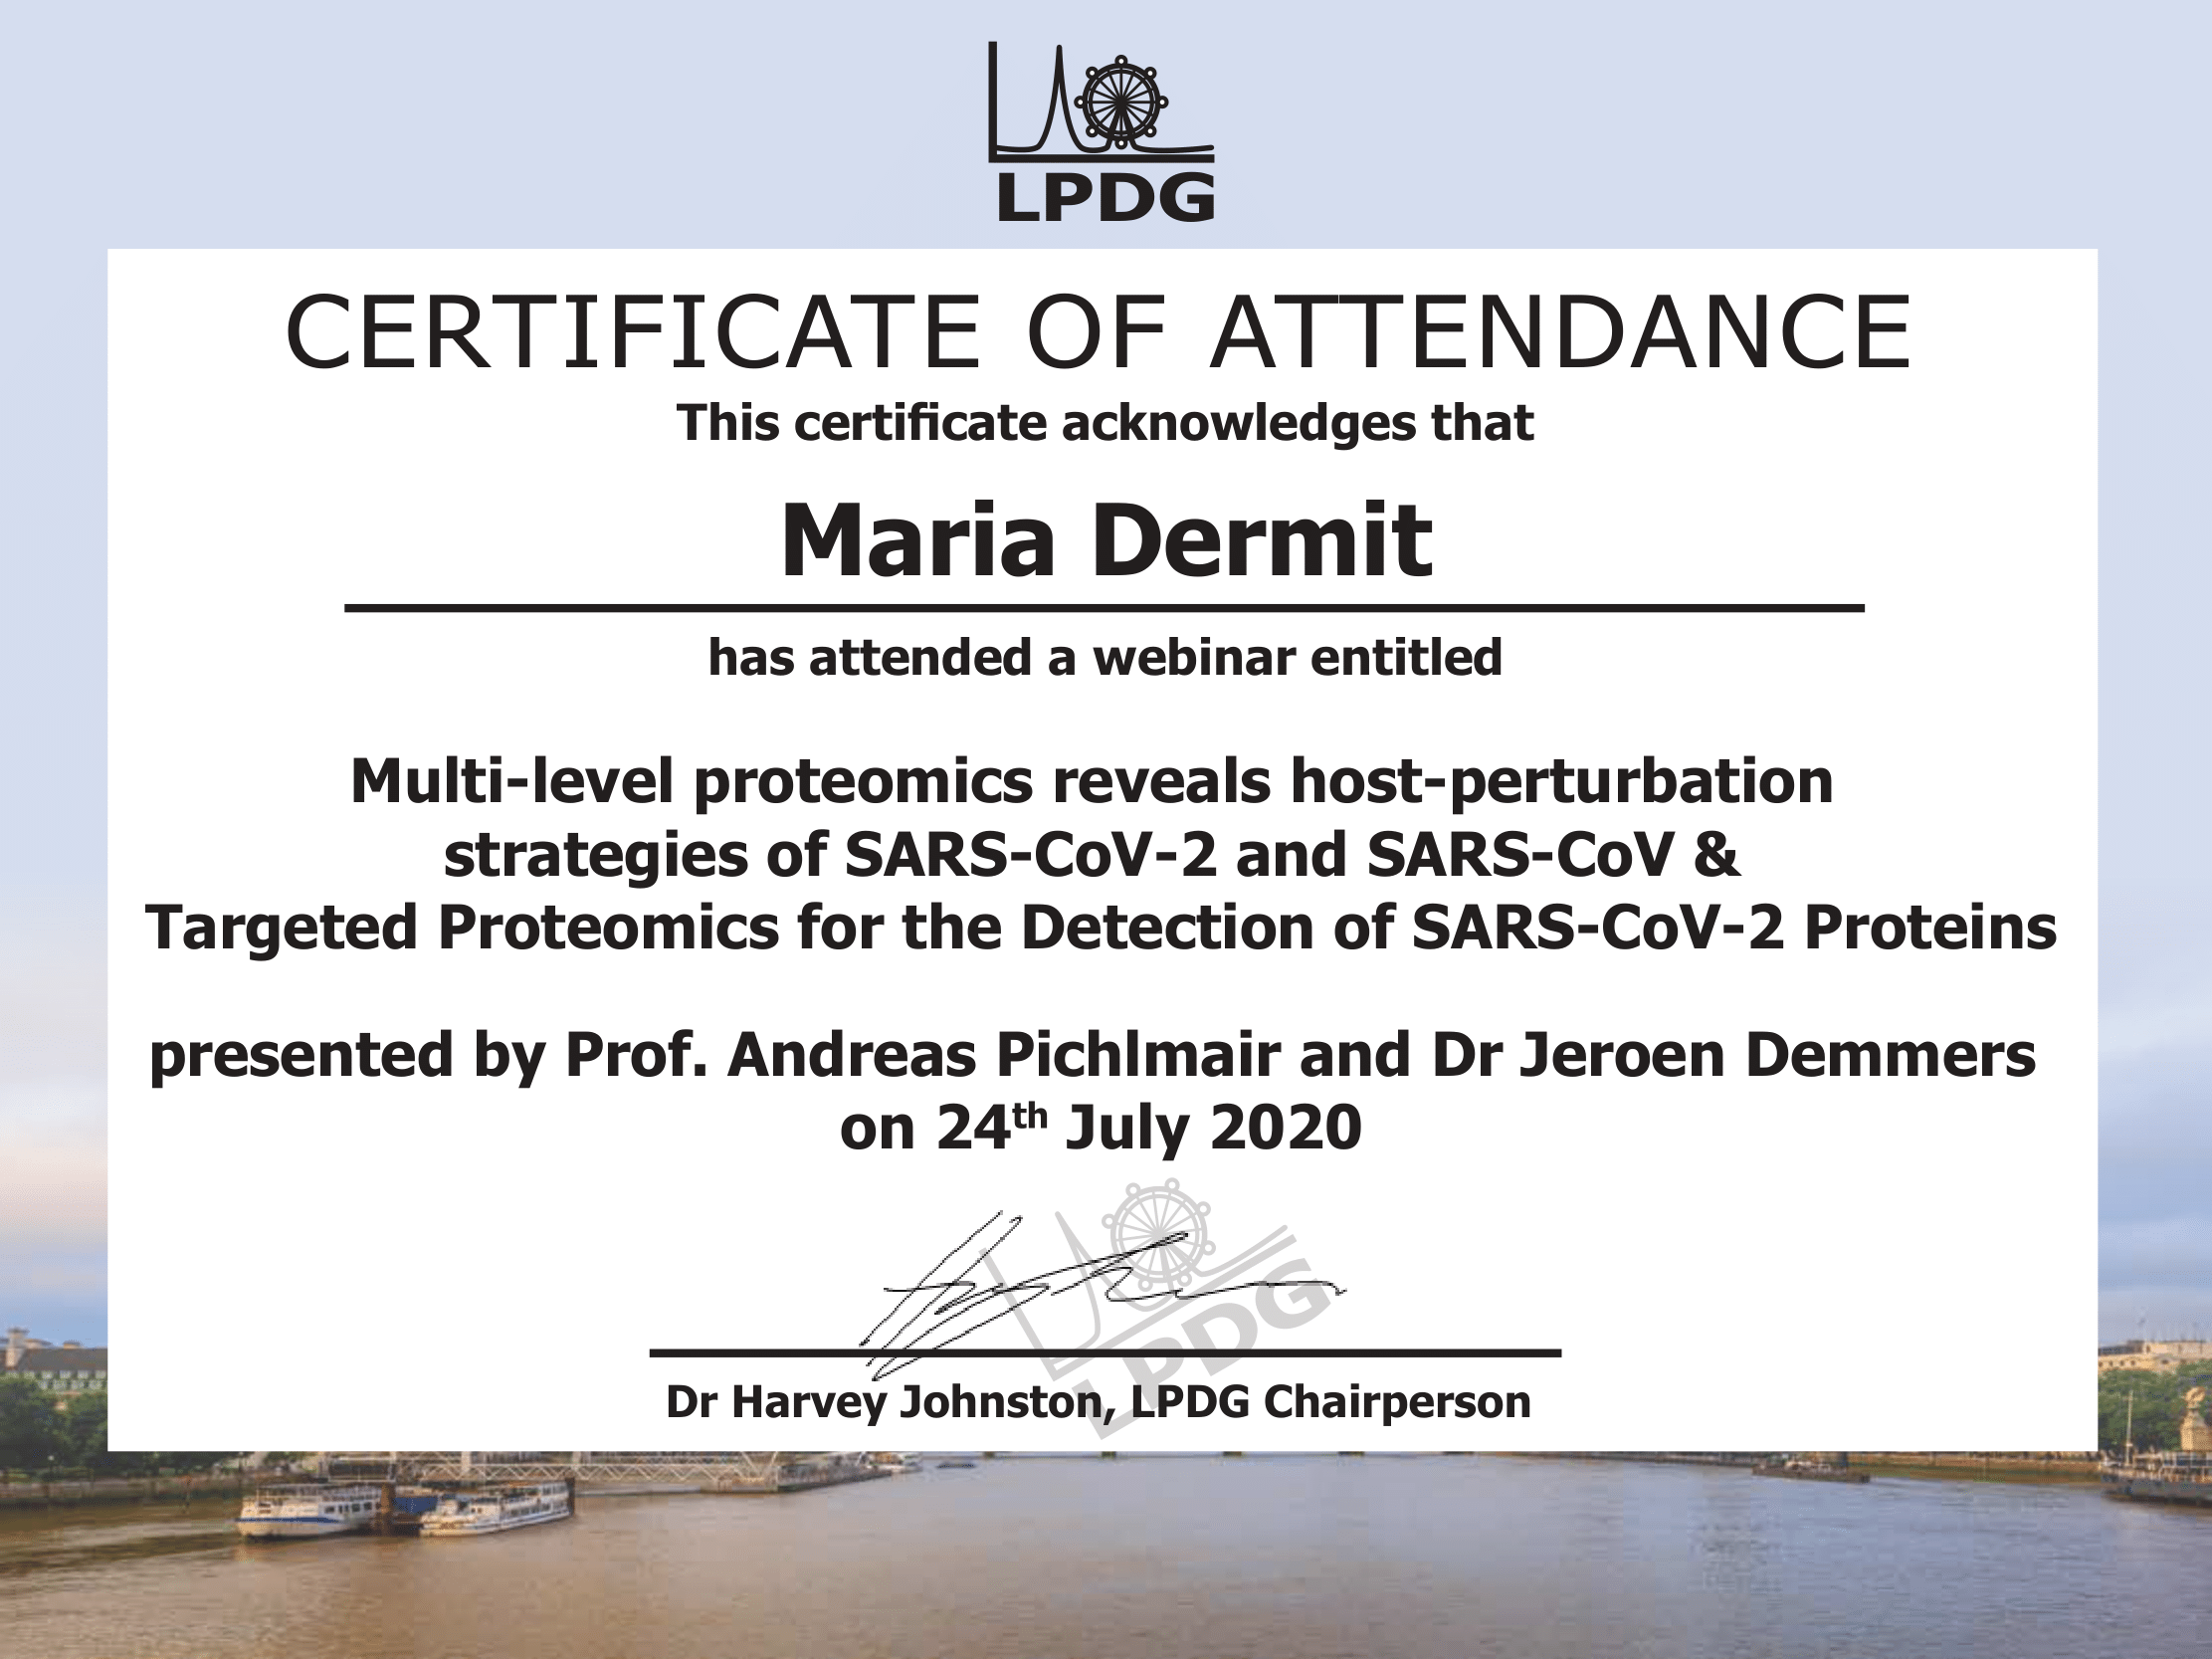 LPDG
CERTIFICATE OF ATTENDANCE
This certificate acknowledges that
Maria Dermit
has attended a webinar entitled
Multi-level proteomics reveals host-perturbation
strategies of SARS-CoV-2 and SARS-CoV &
Targeted Proteomics for the Detection of SARS-CoV-2 Proteins
presented by Prof. Andreas Pichlmair and Dr Jeroen Demmers
on 24th July 2020
LPDG
Dr Harvey Johnston, LPDG Chairperson